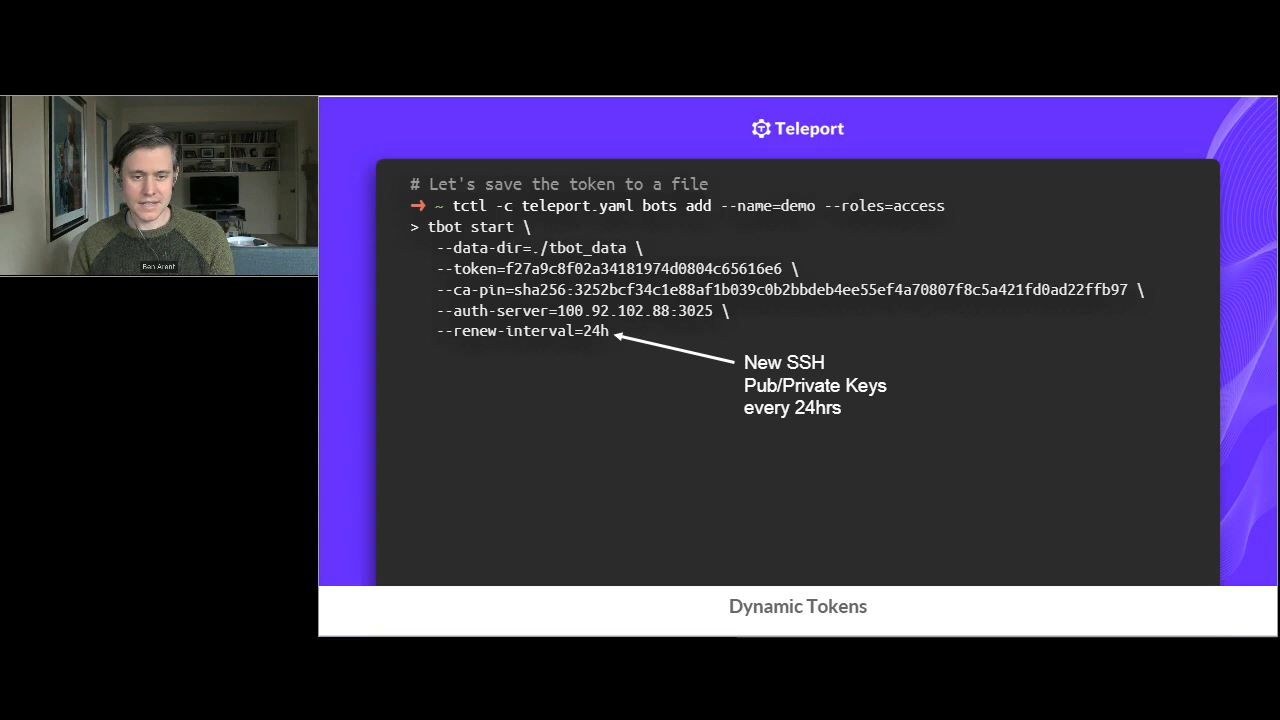 Ben Arent
Teleport
# Let's save the token to a file
➜ ~ tctl -c teleport.yaml bots add --name=demo --roles=access
> tbot start \
--data-dir=./tbot_data \
--token=f27a9c8f02a34181974d0804c65616e6 \
--ca-pin=sha256:3252bcf34c1e88af1b039c0b2bbdeb4ee55ef4a70807f8c5a421fd0ad22ffb97 \
--auth-server=100.92.102.88:3025 \
--renew-interval=24h
New SSH
Pub/Private Keys
every 24hrs
Dynamic Tokens